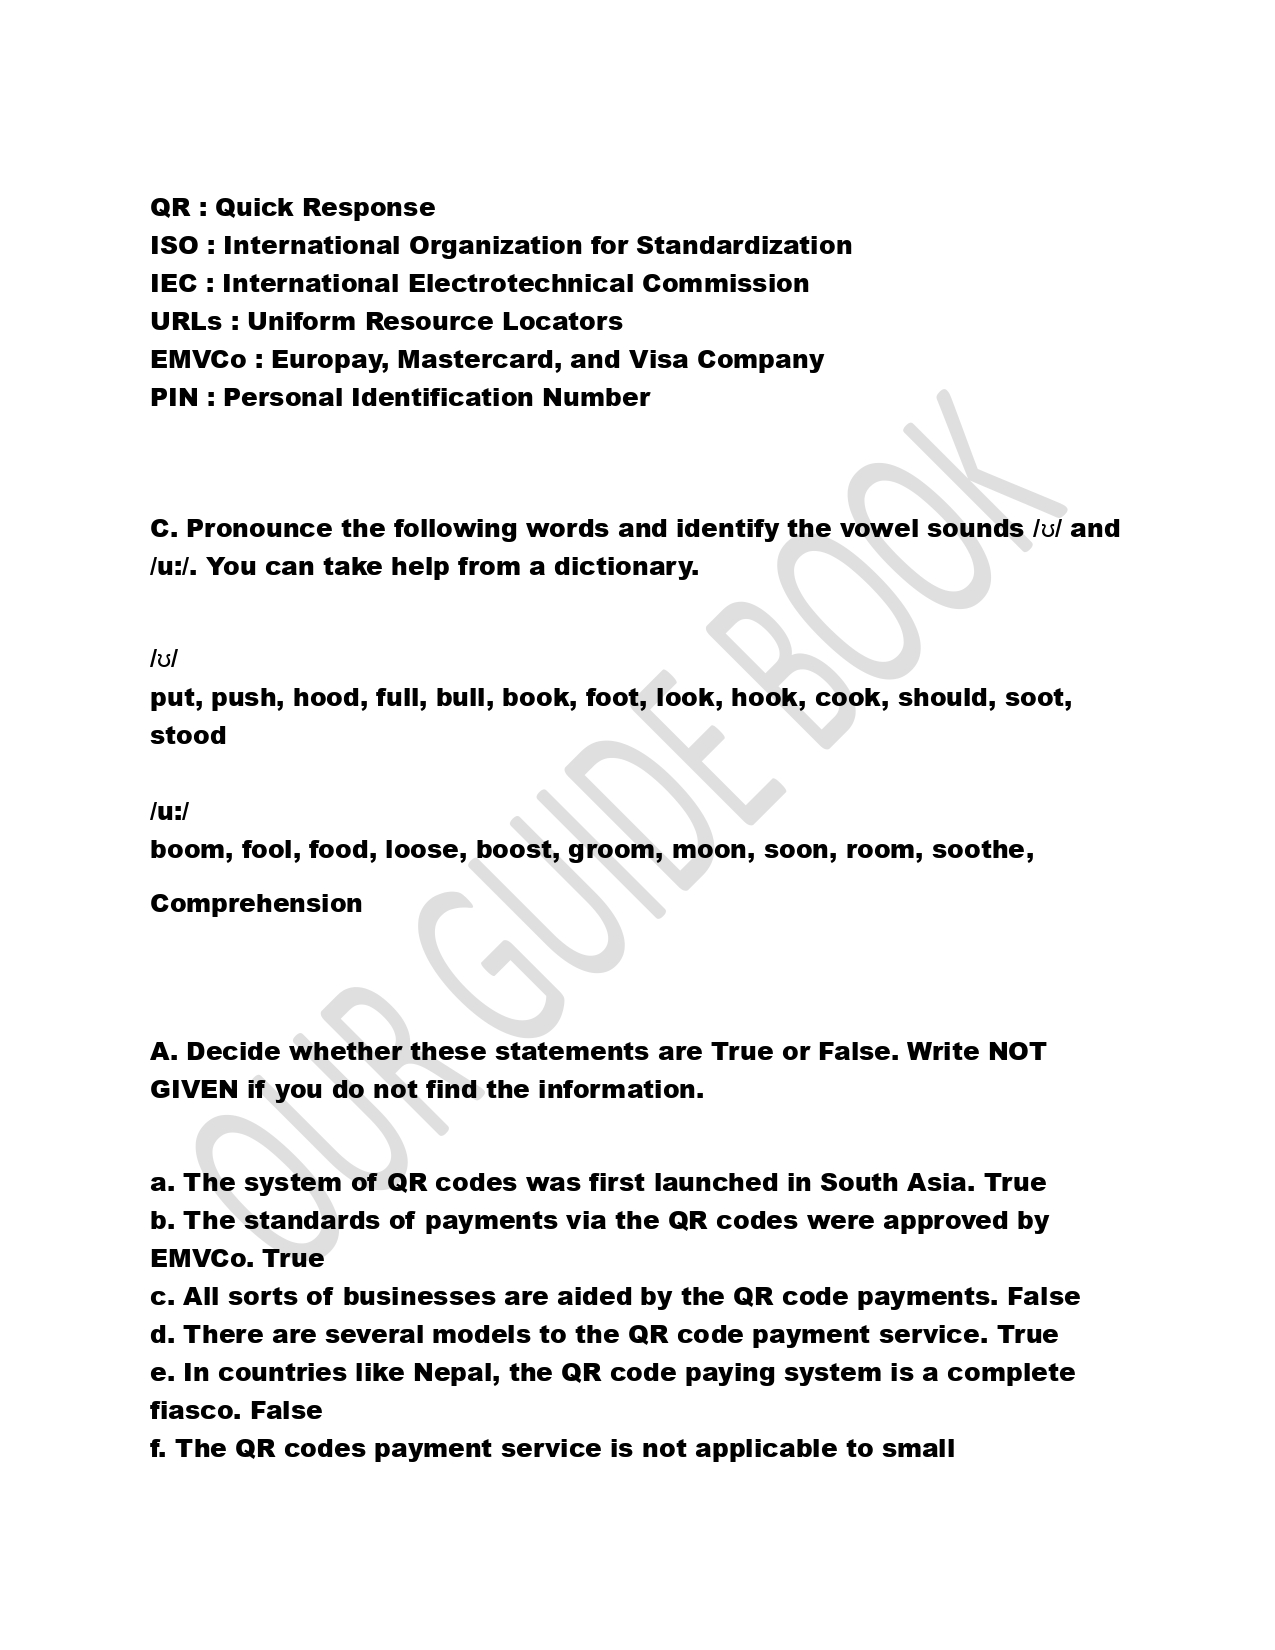 QR : Quick Response
ISO : International Organization for Standardization
IEC : International Electrotechnical Commission
URLs : Uniform Resource Locators
EMVCo : Europay, Mastercard, and Visa Company
PIN : Personal Identification Number
C. Pronounce the following words and identify the vowel sounds /ʊ/ and
/u:/. You can take help from a dictionary.
/ʊ/
put, push, hood, full, bull, book, foot, look, hook, cook, should, soot,
stood
/u:/
boom, fool, food, loose, boost, groom, moon, soon, room, soothe,
Comprehension
A. Decide whether these statements are True or False. Write NOT
GIVEN if you do not find the information.
a. The system of QR codes was first launched in South Asia. True
b. The standards of payments via the QR codes were approved by
EMVCo. True
c. All sorts of businesses are aided by the QR code payments. False
d. There are several models to the QR code payment service. True
e. In countries like Nepal, the QR code paying system is a complete
fiasco. False
f. The QR codes payment service is not applicable to small
OUR GUIDE BOOK